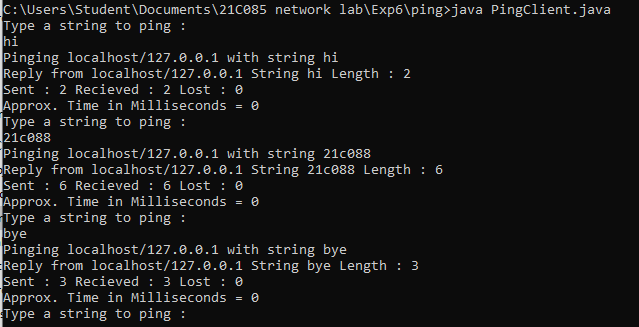 C:\Users\Student\Documents\21C085 network lab\Exp6\ping>java PingClient.java
Type a string to ping :
hi
Pinging localhost/127.0.0.1 with string hi
Reply from localhost/127.0.0.1 String hi Length : 2
Sent : 2 Recieved : 2 Lost : 0
Approx. Time in Milliseconds = 0
Type a string to ping :
21c088
Pinging localhost/127.0.0.1 with string 21c088
Reply from localhost/127.0.0.1 String 21c088 Length : 6
Sent : 6 Recieved : 6 Lost : 0
Approx. Time in Milliseconds = 0
Type a string to ping :
bye
Pinging localhost/127.0.0.1 with string bye
Reply from localhost/127.0.0.1 String bye Length : 3
Sent : 3 Recieved : 3 Lost : 0
Approx. Time in Milliseconds = 0
Type a string to ping :